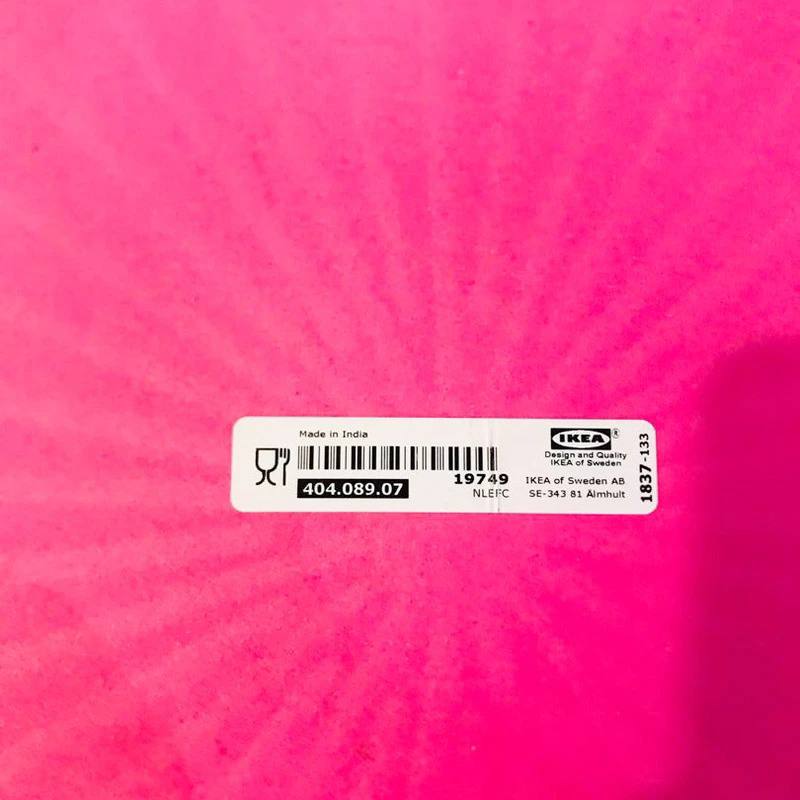 Made in India
404.089.07
19749
NLEFC
IKEA®
Design and Quality
IKEA of Sweden
IKEA of Sweden AB
SE-343 81 Älmhult
1837-133